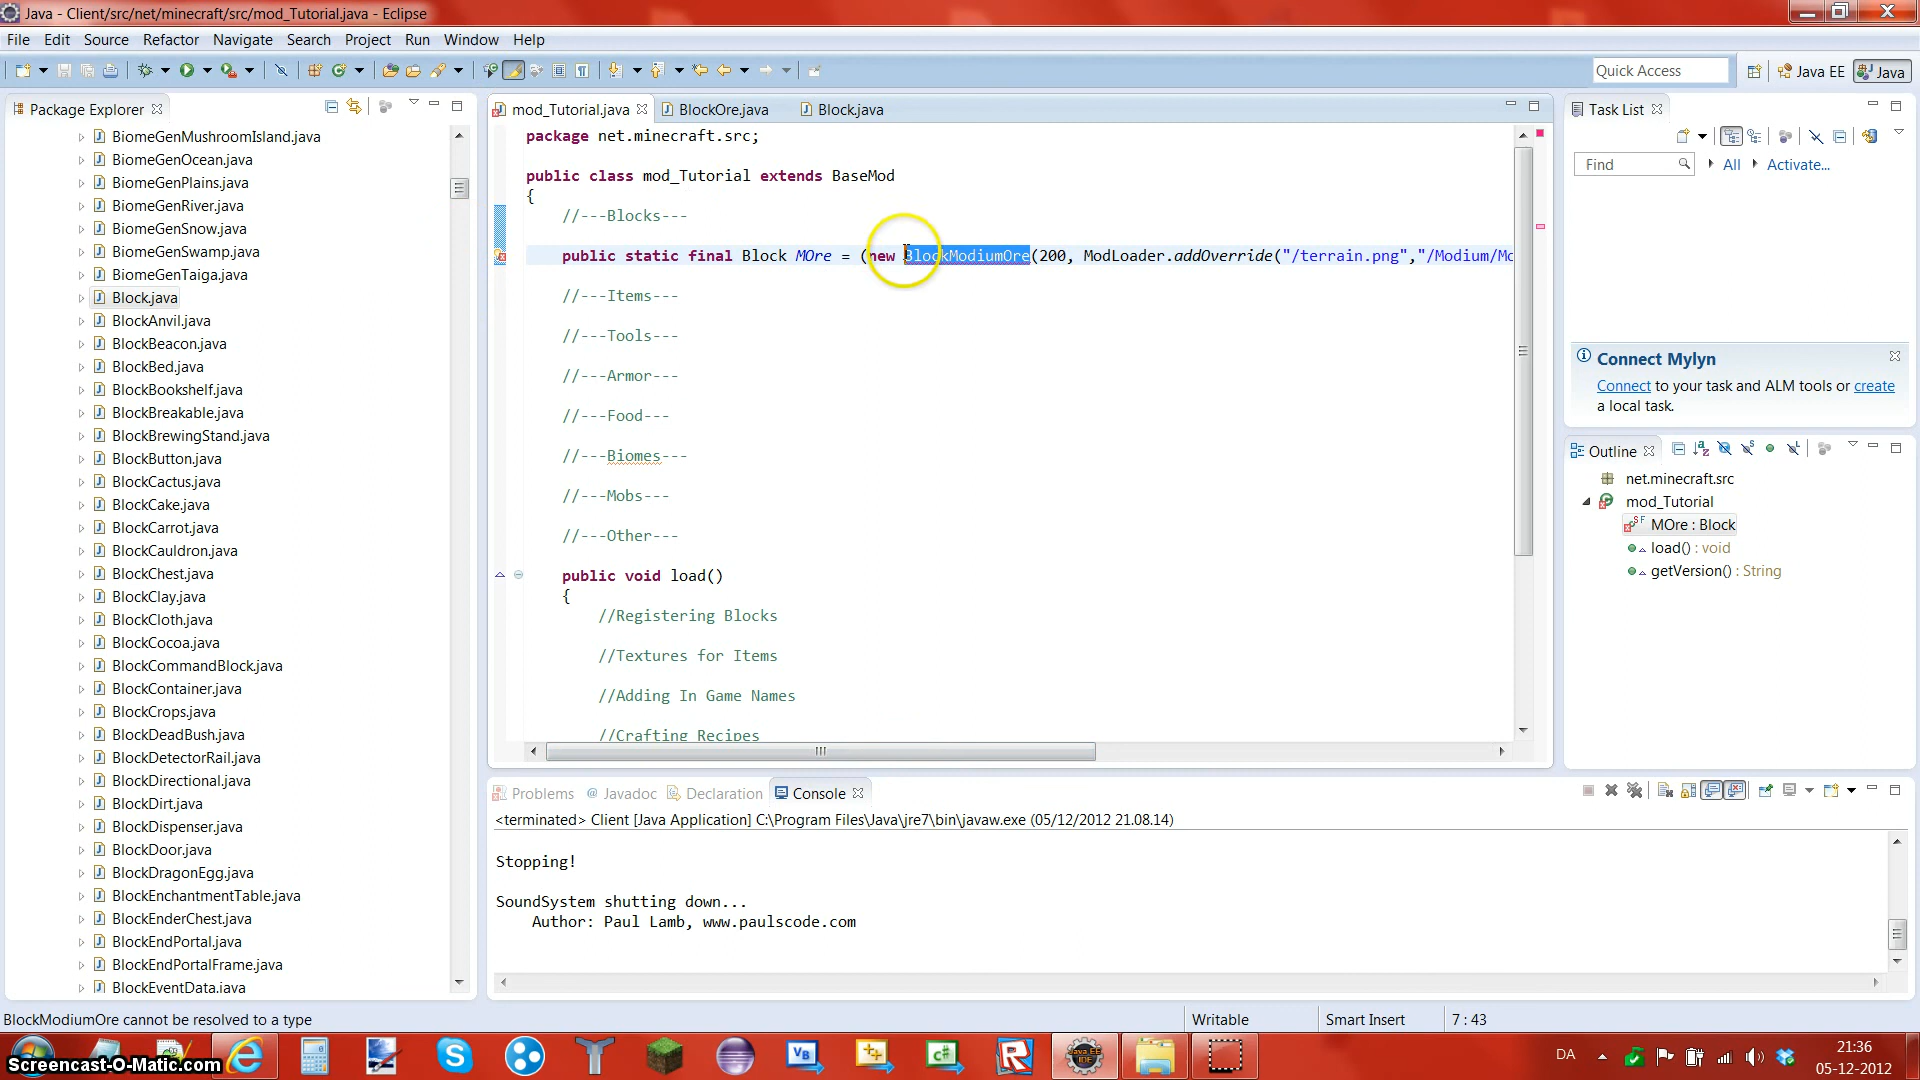 Java - Client/src/net/minecraft/src/mod_Tutorial.java - Eclipse
File Edit Source Refactor Navigate Search Project Run Window Help
Quick Access
Java EE
Java
Package Explorer
BiomeGenMushroomIsland.java
BiomeGenOcean.java
BiomeGenPlains.java
BiomeGenRiver.java
BiomeGenSnow.java
BiomeGenSwamp.java
BiomeGenTaiga.java
Block.java
BlockAnvil.java
BlockBeacon.java
BlockBed.java
BlockBookshelf.java
BlockBreakable.java
BlockBrewingStand.java
BlockButton.java
BlockCactus.java
BlockCake.java
BlockCarrot.java
BlockCauldron.java
BlockChest.java
BlockClay.java
BlockCloth.java
BlockCocoa.java
BlockCommandBlock.java
BlockContainer.java
BlockCrops.java
BlockDeadBush.java
BlockDetectorRail.java
BlockDirectional.java
BlockDirt.java
BlockDispenser.java
BlockDoor.java
BlockDragonEgg.java
BlockEnchantmentTable.java
BlockEnderChest.java
BlockEndPortal.java
BlockEndPortalFrame.java
BlockEventData.java
mod_Tutorial.java BlockOre.java Block.java
package net.minecraft.src;
public class mod_Tutorial extends BaseMod
{
//---Blocks---
public static final Block MOre = (new BlockModiumOre(200, ModLoader.addOverride("/terrain.png","/Modium/Mo
//---Items---
//---Tools---
//---Armor---
//---Food---
//---Biomes---
//---Mobs---
//---Other---
public void load()
{
//Registering Blocks
//Textures for Items
//Adding In Game Names
//Crafting Recipes
Task List
Find
All
Activate...
Connect Mylyn
Connect to your task and ALM tools or create
a local task.
Outline
net.minecraft.src
mod_Tutorial
MOre : Block
load() : void
getVersion() : String
Problems @ Javadoc Declaration Console
<terminated> Client [Java Application] C:\Program Files\Java\jre7\bin\javaw.exe (05/12/2012 21.08.14)
Stopping!
SoundSystem shutting down...
Author: Paul Lamb, www.paulscode.com
BlockModiumOre cannot be resolved to a type
Writable
Smart Insert
7 : 43
Screencast-O-Matic.com
DA
21:36
05-12-2012